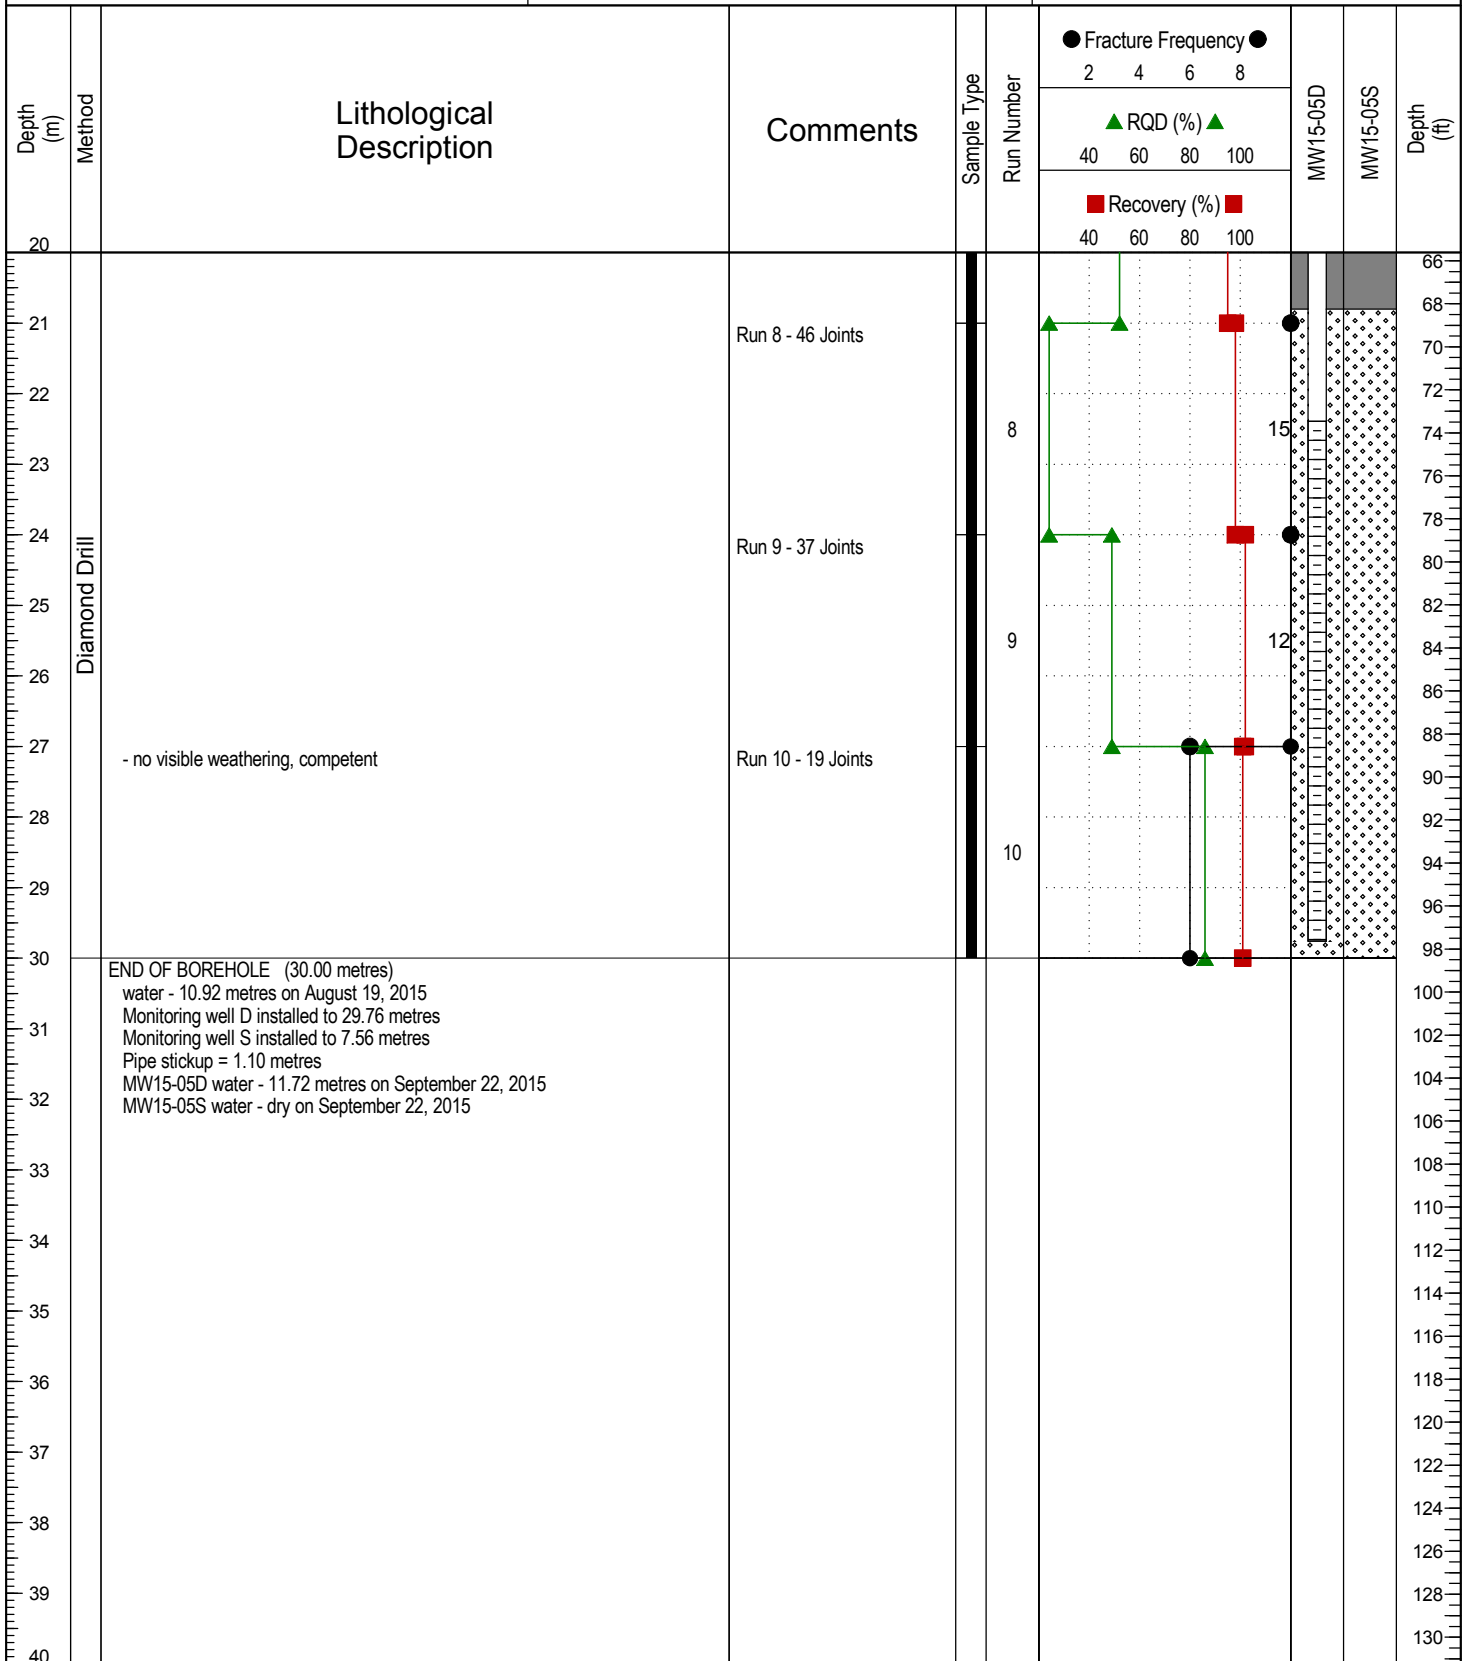 Depth
(m)
Method
Lithological
Description
Comments
Sample Type
Run Number
Fracture Frequency
2 4 6 8
RQD (%)
40 60 80 100
Recovery (%)
40 60 80 100
MW15-05D
MW15-05S
Depth
(ft)
20
66
68
21
Run 8 - 46 Joints
70
22
72
8
15
74
23
76
78
24
Run 9 - 37 Joints
80
Diamond Drill
25
82
9
12
84
26
86
88
27
- no visible weathering, competent
Run 10 - 19 Joints
90
28
92
10
94
29
96
98
30
END OF BOREHOLE (30.00 metres)
water - 10.92 metres on August 19, 2015
100
Monitoring well D installed to 29.76 metres
31
Monitoring well S installed to 7.56 metres
102
Pipe stickup = 1.10 metres
104
MW15-05D water - 11.72 metres on September 22, 2015
32
MW15-05S water - dry on September 22, 2015
106
33
108
110
34
112
114
35
116
36
118
120
37
122
124
38
126
39
128
130
40